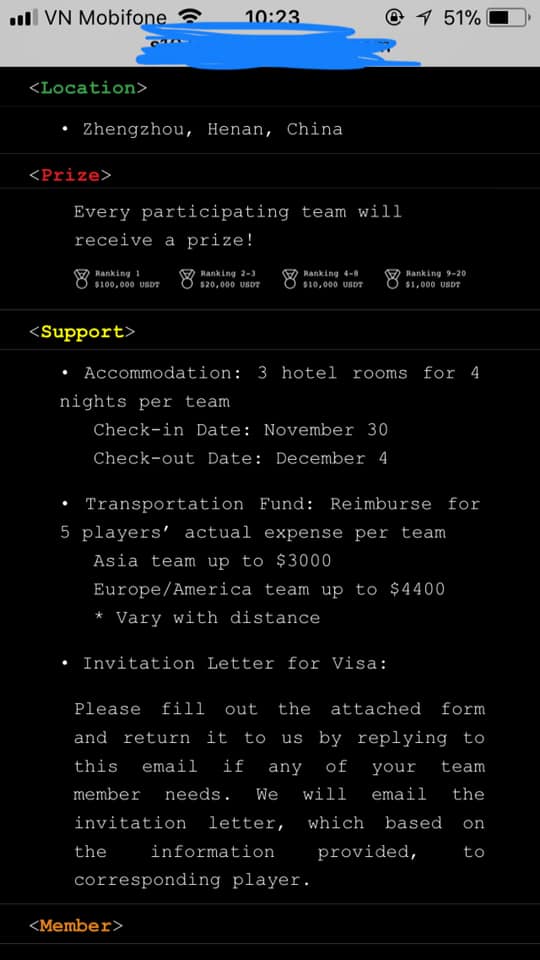 VN Mobifone 10:23 51%
<Location>
• Zhengzhou, Henan, China
<Prize>
Every participating team will
receive a prize!
Ranking 1 Ranking 2-3 Ranking 4-8 Ranking 9-20
$100,000 USDT $20,000 USDT $10,000 USDT $1,000 USDT
<Support>
• Accommodation: 3 hotel rooms for 4
nights per team
Check-in Date: November 30
Check-out Date: December 4
• Transportation Fund: Reimburse for
5 players’ actual expense per team
Asia team up to $3000
Europe/America team up to $4400
* Vary with distance
• Invitation Letter for Visa:
Please fill out the attached form
and return it to us by replying to
this email if any of your team
member needs. We will email the
invitation letter, which based on
the information provided, to
corresponding player.
<Member>